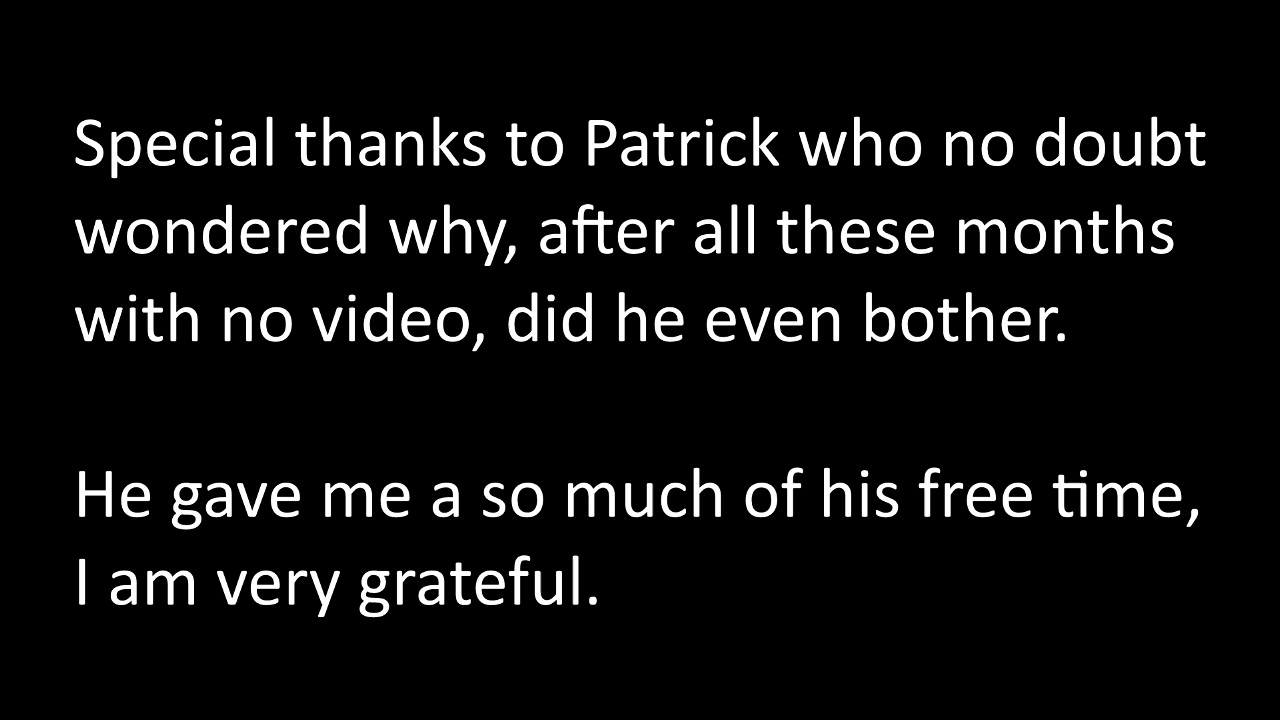 Special thanks to Patrick who no doubt
wondered why, after all these months
with no video, did he even bother.
He gave me a so much of his free time,
I am very grateful.